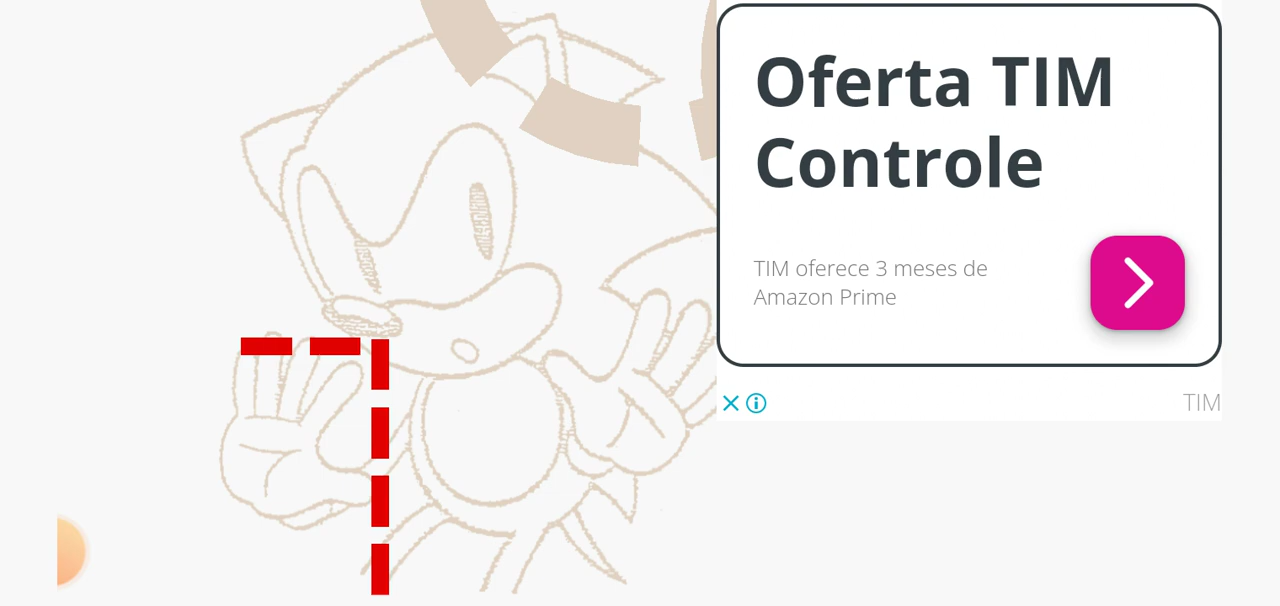 Oferta TIM
Controle
TIM oferece 3 meses de
Amazon Prime
TIM